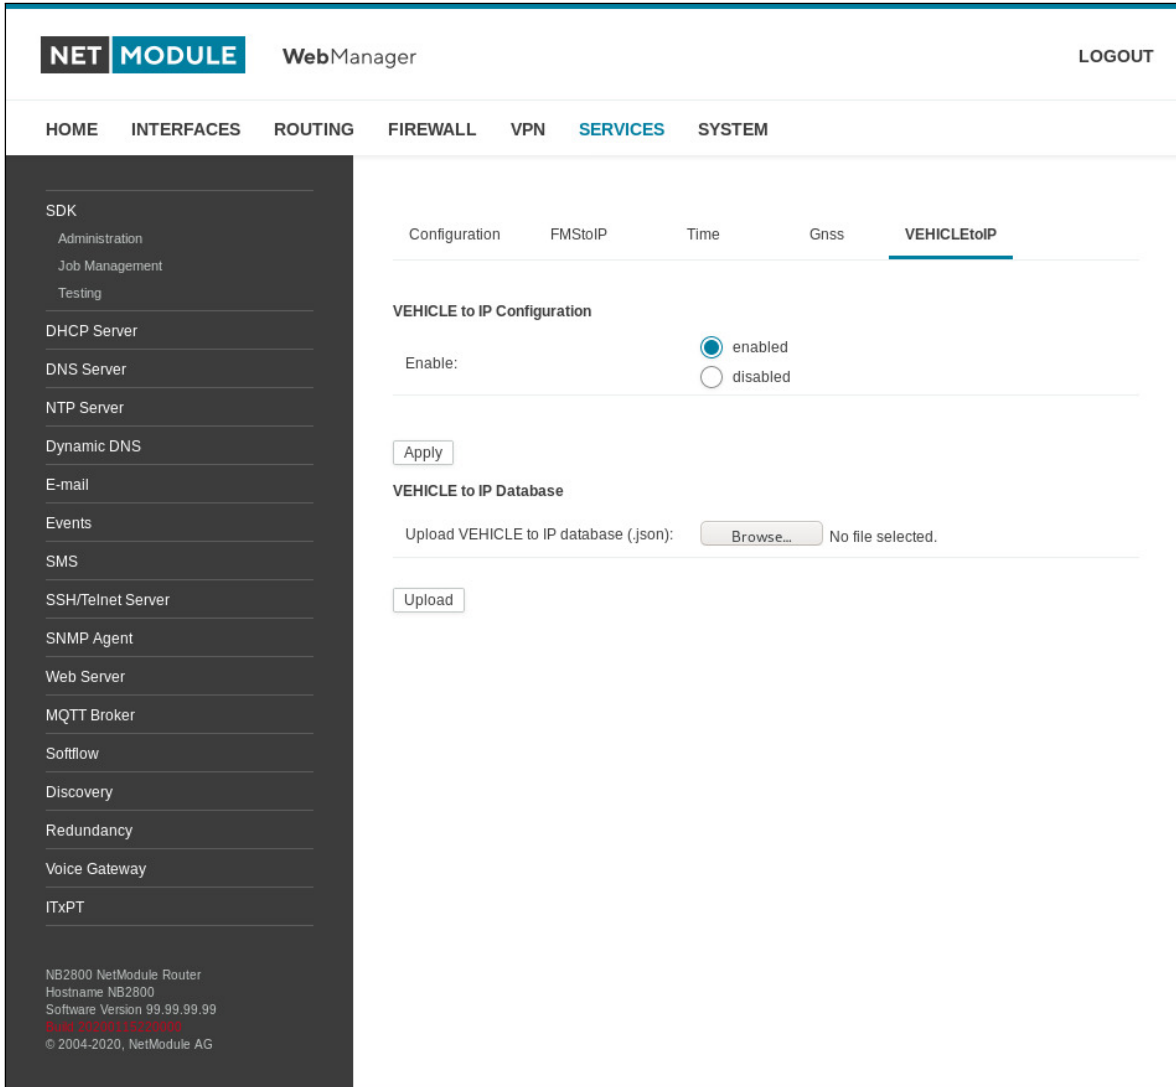 NET MODULE WebManager LOGOUT
HOME INTERFACES ROUTING FIREWALL VPN SERVICES SYSTEM
SDK
Administration
Job Management
Testing
DHCP Server
DNS Server
NTP Server
Dynamic DNS
E-mail
Events
SMS
SSH/Telnet Server
SNMP Agent
Web Server
MQTT Broker
Softflow
Discovery
Redundancy
Voice Gateway
ITxPT
NB2800 NetModule Router
Hostname NB2800
Software Version 99.99.99.99
Build
© 2004-2020, NetModule AG
Configuration FMStoIP Time Gnss VEHICLEtoIP
VEHICLE to IP Configuration
Enable:
enabled
disabled
Apply
VEHICLE to IP Database
Upload VEHICLE to IP database (.json): Browse... No file selected.
Upload